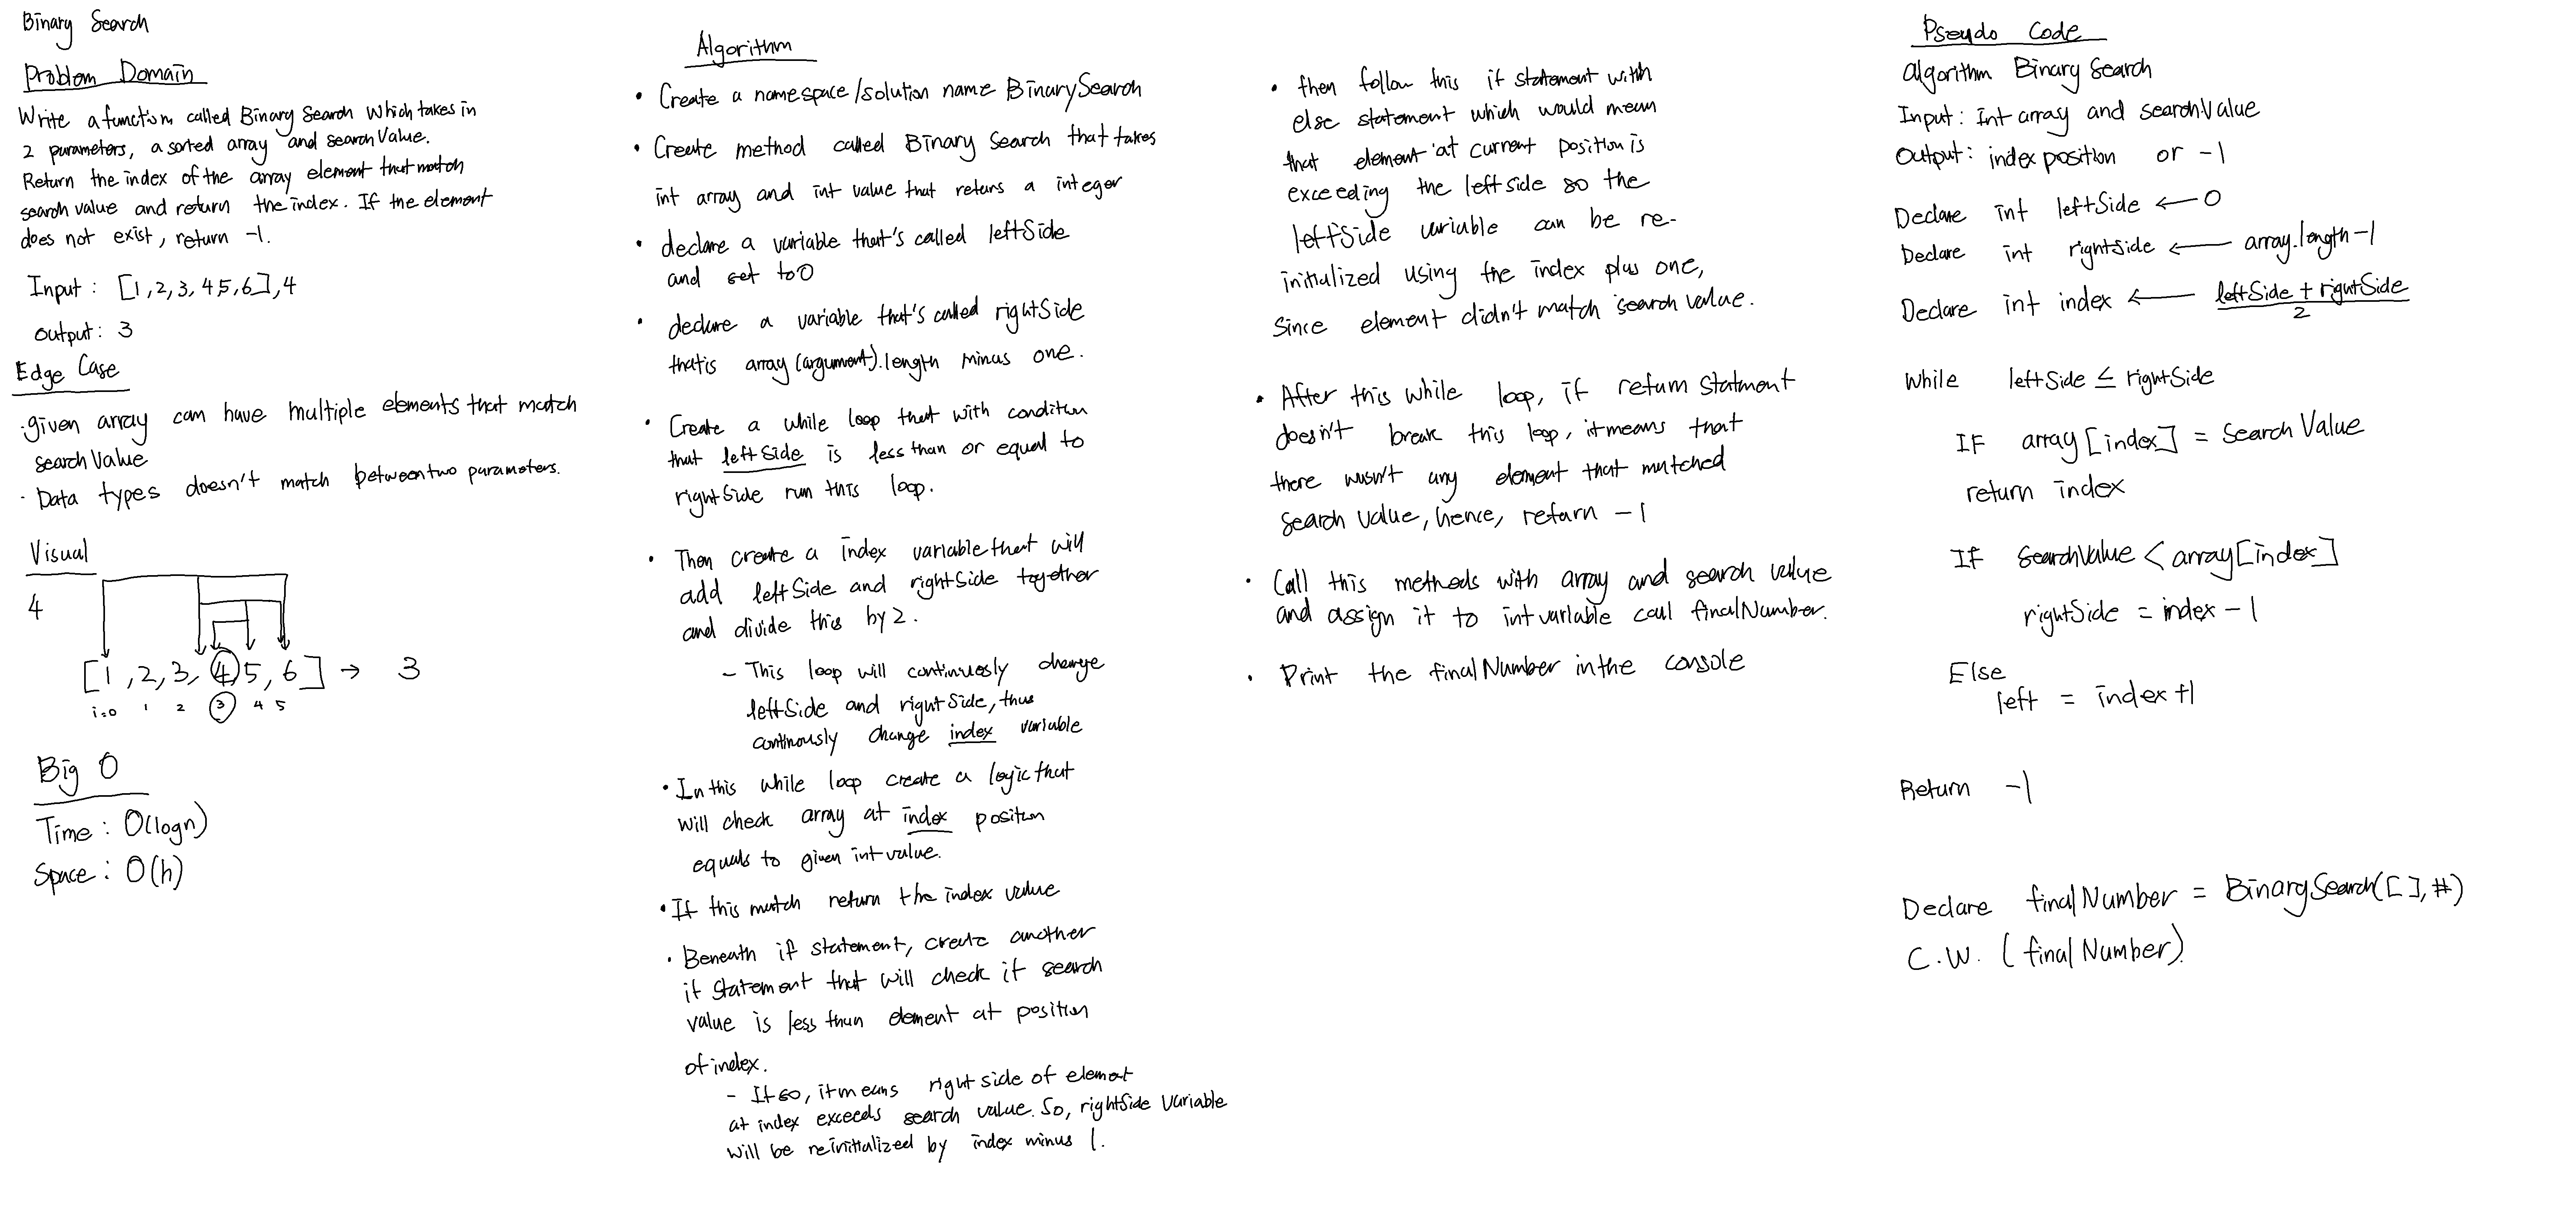 Binary Search
Problem Domain
Write a function called Binary Search which takes in
2 parameters, a sorted array and searchValue.
Return the index of the array element that match
search value and return the index. If the element
does not exist, return -1.
Input : [1,2,3,45,6],4
output: 3
Edge Case
· given array can have multiple elements that match
searchValue
· Data types doesn't match between two parameters.
Visual
4
[1,2,3,4,5,6] → 3
i=0 1 2 3 4 5
Big O
Time : O(logn)
Space : O(h)
Algorithm
• Create a namespace/solution name BinarySearch
• Create method called Binary Search that takes
int array and int value that returs a integer
• declare a variable that's called leftSide
and set to 0
• declare a variable that's called rightSide
that is array (argument).length minus one.
• Create a while loop that with condition
that leftSide is less than or equal to
rightSide run this loop.
• Then create a index variable that will
add leftSide and rightSide together
and divide this by 2.
- This loop will continuesly change
leftSide and rightSide, thus
continously change index variable
• In this while loop create a logic that
will check array at index position
equals to given int value.
• If this match return the index value
• Beneath if statement, create another
if statement that will check if search
value is less than element at position
of index.
- If so, it means right side of element
at index exceeds search value. So, rightSide variable
will be reinitialized by index minus 1.
• then follow this if statement with
else statement which would mean
that element at current position is
exceeding the left side so the
leftSide variable can be re-
initialized using the index plus one,
Since element didn't match search value.
• After this while loop, if return statment
doesn't break this loop, it means that
there wasn't any element that matched
search value, hence, return -1
• Call this methods with array and search value
and assign it to int variable call finalNumber.
• Print the finalNumber in the console
Pseudo Code
Algorithm Binary Search
Input: Int array and searchValue
Output: index position or -1
Declare int leftSide ← 0
Declare int rightSide ← array.length-1
Declare int index ← leftSide + rightSide
2
While leftSide ≤ rightSide
IF array[index] = Search Value
return index
If searchValue < array[index]
rightSide = index - 1
Else
left = index +1
Return -1
Declare finalNumber = BinarySearch([ ], #)
C.W. (finalNumber)